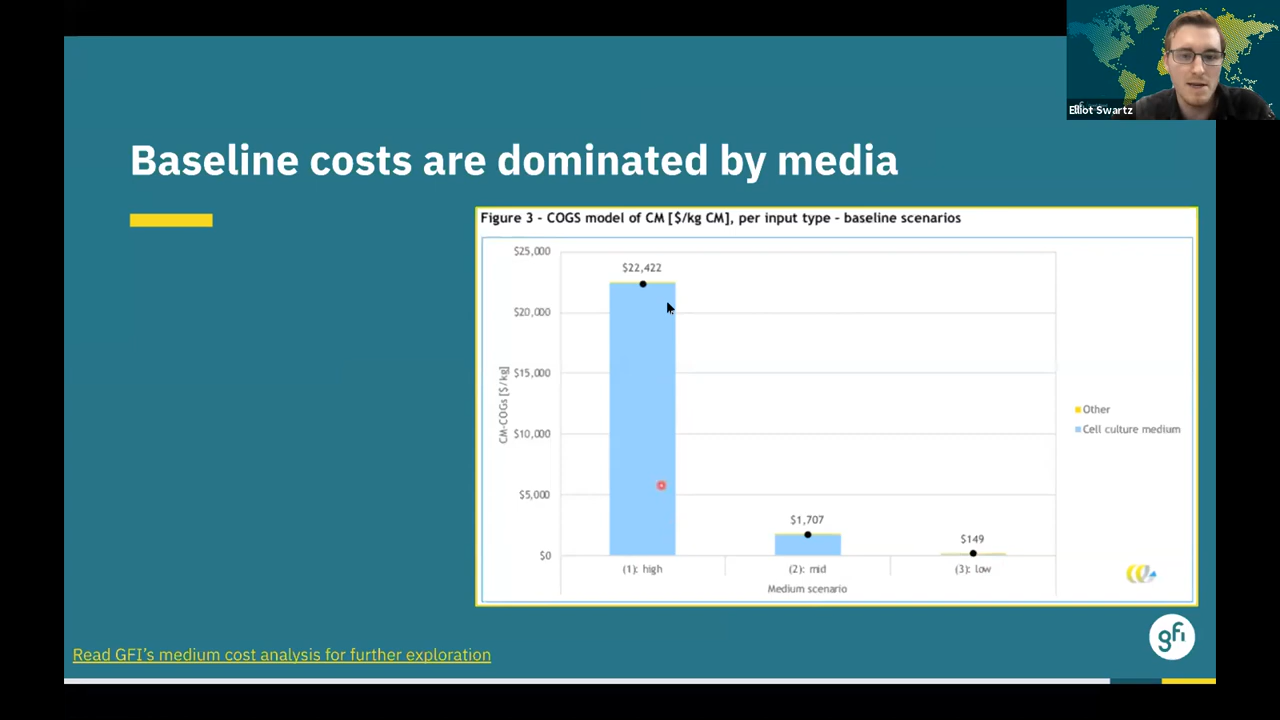 Elliot Swartz
Baseline costs are dominated by media
Figure 3 - COGS model of CM [$/kg CM], per input type - baseline scenarios
$25,000
$20,000
$15,000
$10,000
$5,000
$0
CM-COGs [$/kg]
$22,422
$1,707
$149
(1): high
(2): mid
(3): low
Medium scenario
Other
Cell culture medium
Read GFI's medium cost analysis for further exploration
gfi